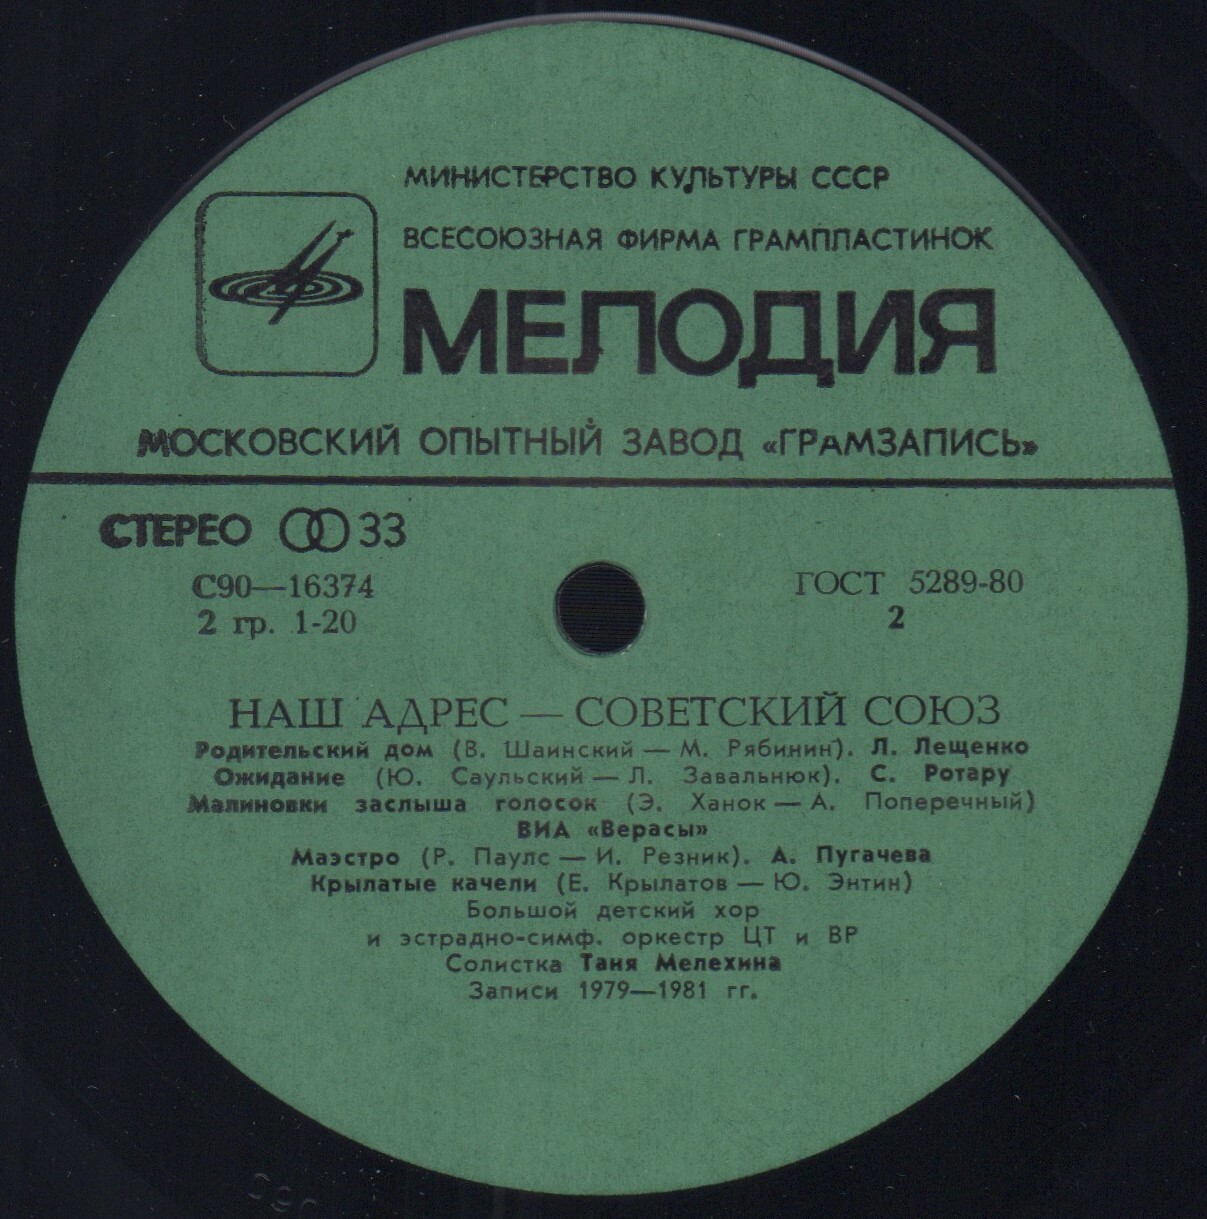 МИНИСТЕРСТВО КУЛЬТУРЫ СССР
ВСЕСОЮЗНАЯ ФИРМА ГРАМПЛАСТИНОК
МЕЛОДИЯ
МОСКОВСКИЙ ОПЫТНЫЙ ЗАВОД «ГРАМЗАПИСЬ»
СТЕРЕО 33
С90—16374
2 гр. 1-20
ГОСТ 5289-80
2
НАШ АДРЕС — СОВЕТСКИЙ СОЮЗ
Родительский дом (В. Шаинский — М. Рябинин). Л. Лещенко
Ожидание (Ю. Саульский — Л. Завальнюк). С. Ротару
Малиновки заслыша голосок (Э. Ханок — А. Поперечный)
ВИА «Верасы»
Маэстро (Р. Паулс — И. Резник). А. Пугачева
Крылатые качели (Е. Крылатов — Ю. Энтин)
Большой детский хор
и эстрадно-симф. оркестр ЦТ и ВР
Солистка Таня Мелехина
Записи 1979—1981 гг.